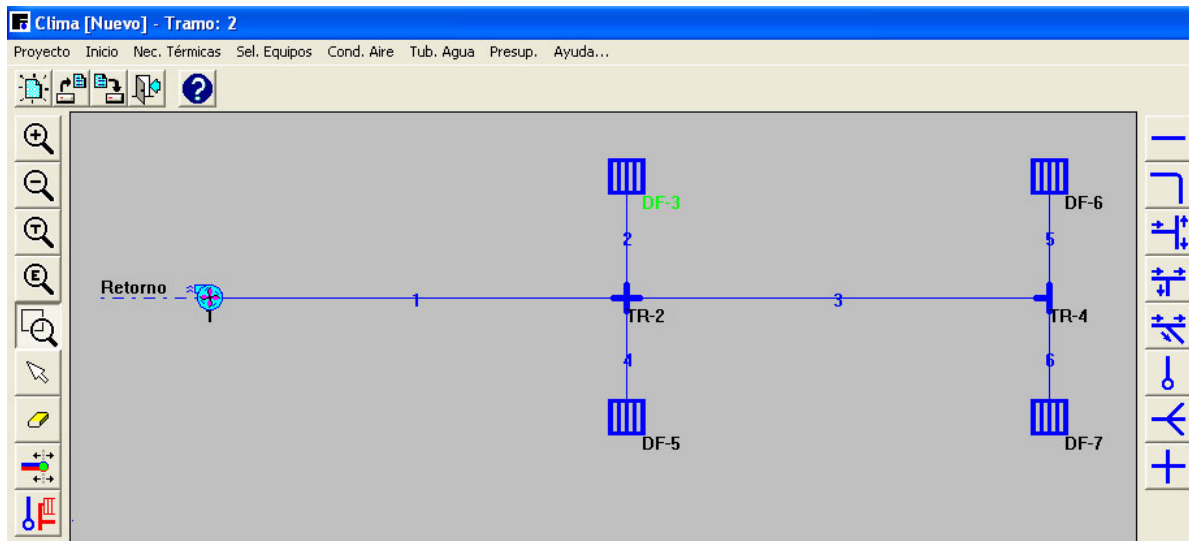 Clima [Nuevo] - Tramo: 2
Proyecto Inicio Nec. Térmicas Sel. Equipos Cond. Aire Tub. Agua Presup. Ayuda...
?
T
E
DF-3
DF-6
2
5
Retorno
1
1
3
TR-2
TR-4
4
6
DF-5
DF-7